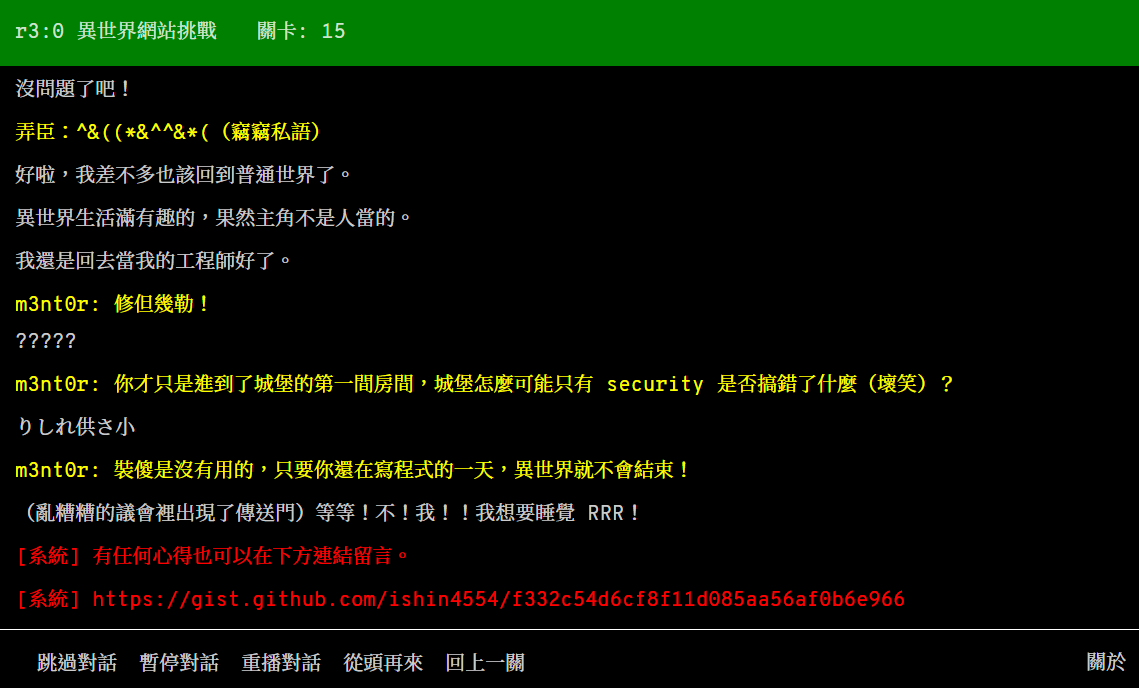 r3:0 異世界網站挑戰 關卡: 15
沒問題了吧！
弄臣：^&((*&^^&*(（竊竊私語）
好啦，我差不多也該回到普通世界了。
異世界生活滿有趣的，果然主角不是人當的。
我還是回去當我的工程師好了。
m3nt0r: 修但幾勒！
?????
m3nt0r: 你才只是進到了城堡的第一間房間，城堡怎麼可能只有 security 是否搞錯了什麼（壞笑）？
りしれ供さ小
m3nt0r: 裝傻是沒有用的，只要你還在寫程式的一天，異世界就不會結束！
（亂糟糟的議會裡出現了傳送門）等等！不！我！！我想要睡覺 RRR！
[系統] 有任何心得也可以在下方連結留言。
[系統] https://gist.github.com/ishin4554/f332c54d6cf8f11d085aa56af0b6e966
跳過對話 暫停對話 重播對話 從頭再來 回上一關 關於